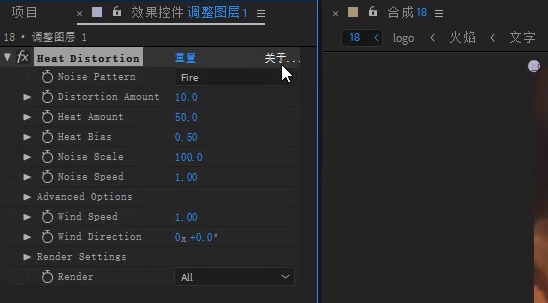 项目 × 效果控件 调整图层 1 ≡ × 合成 18 ≡
18 • 调整图层 1
18 < logo < 火焰 < 文字
fx Heat Distortion 重置 关于...
Noise Pattern Fire
Distortion Amount 10.0
Heat Amount 50.0
Heat Bias 0.50
Noise Scale 100.0
Noise Speed 1.00
Advanced Options
Wind Speed 1.00
Wind Direction 0x +0.0°
Render Settings
Render All